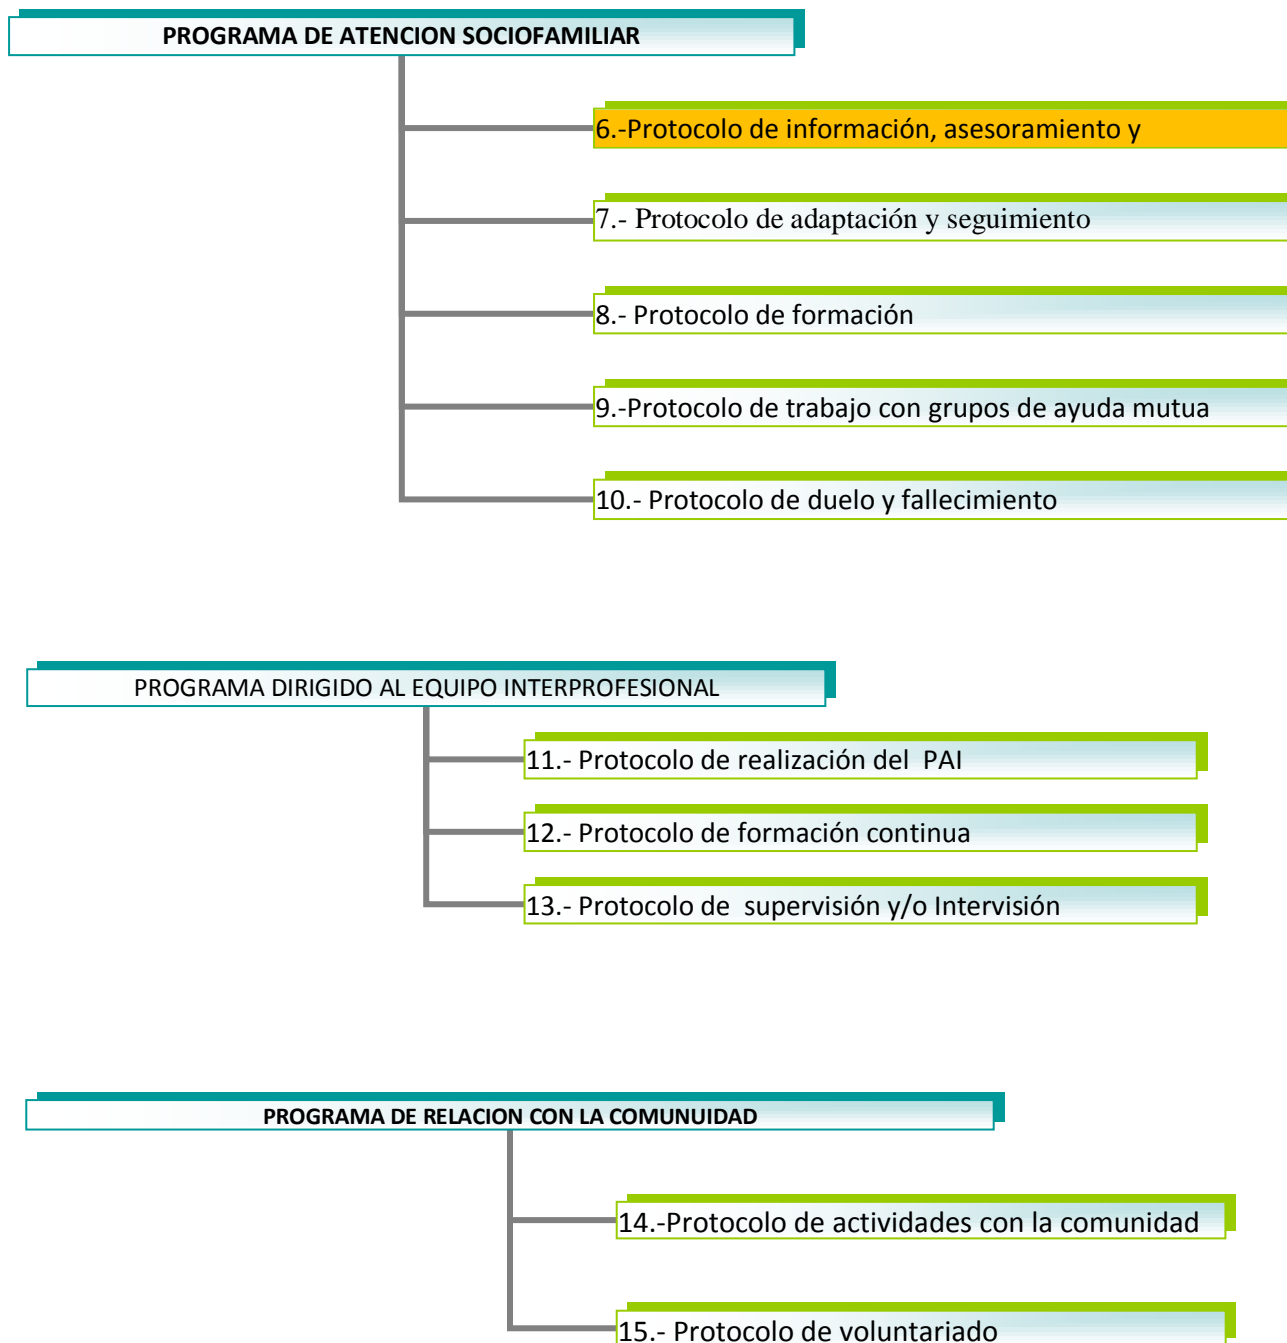 PROGRAMA DE ATENCION SOCIOFAMILIAR
6.-Protocolo de información, asesoramiento y
7.- Protocolo de adaptación y seguimiento
8.- Protocolo de formación
9.-Protocolo de trabajo con grupos de ayuda mutua
10.- Protocolo de duelo y fallecimiento
PROGRAMA DIRIGIDO AL EQUIPO INTERPROFESIONAL
11.- Protocolo de realización del PAI
12.- Protocolo de formación continua
13.- Protocolo de supervisión y/o Intervisión
PROGRAMA DE RELACION CON LA COMUNUIDAD
14.-Protocolo de actividades con la comunidad
15.- Protocolo de voluntariado